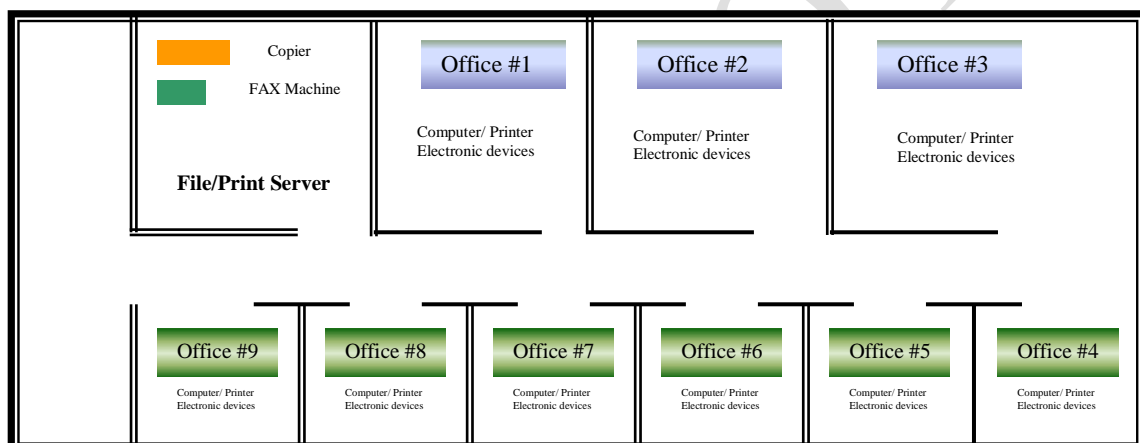 Copier
FAX Machine
File/Print Server
Office #1
Computer/ Printer
Electronic devices
Office #2
Computer/ Printer
Electronic devices
Office #3
Computer/ Printer
Electronic devices
Office #9
Computer/ Printer
Electronic devices
Office #8
Computer/ Printer
Electronic devices
Office #7
Computer/ Printer
Electronic devices
Office #6
Computer/ Printer
Electronic devices
Office #5
Computer/ Printer
Electronic devices
Office #4
Computer/ Printer
Electronic devices